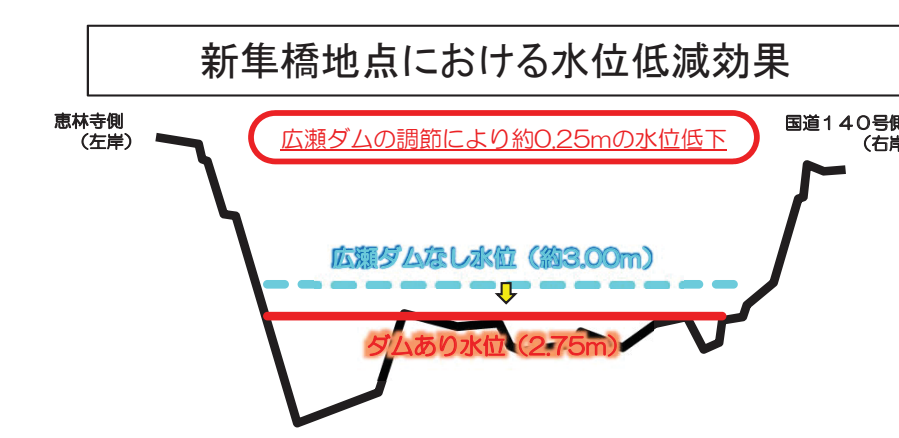 新隼橋地点における水位低減効果
恵林寺側
(左岸)
広瀬ダムの調節により約0.25mの水位低下
国道140号側
(右岸
広瀬ダムなし水位（約3.00m）
ダムあり水位（2.75m）